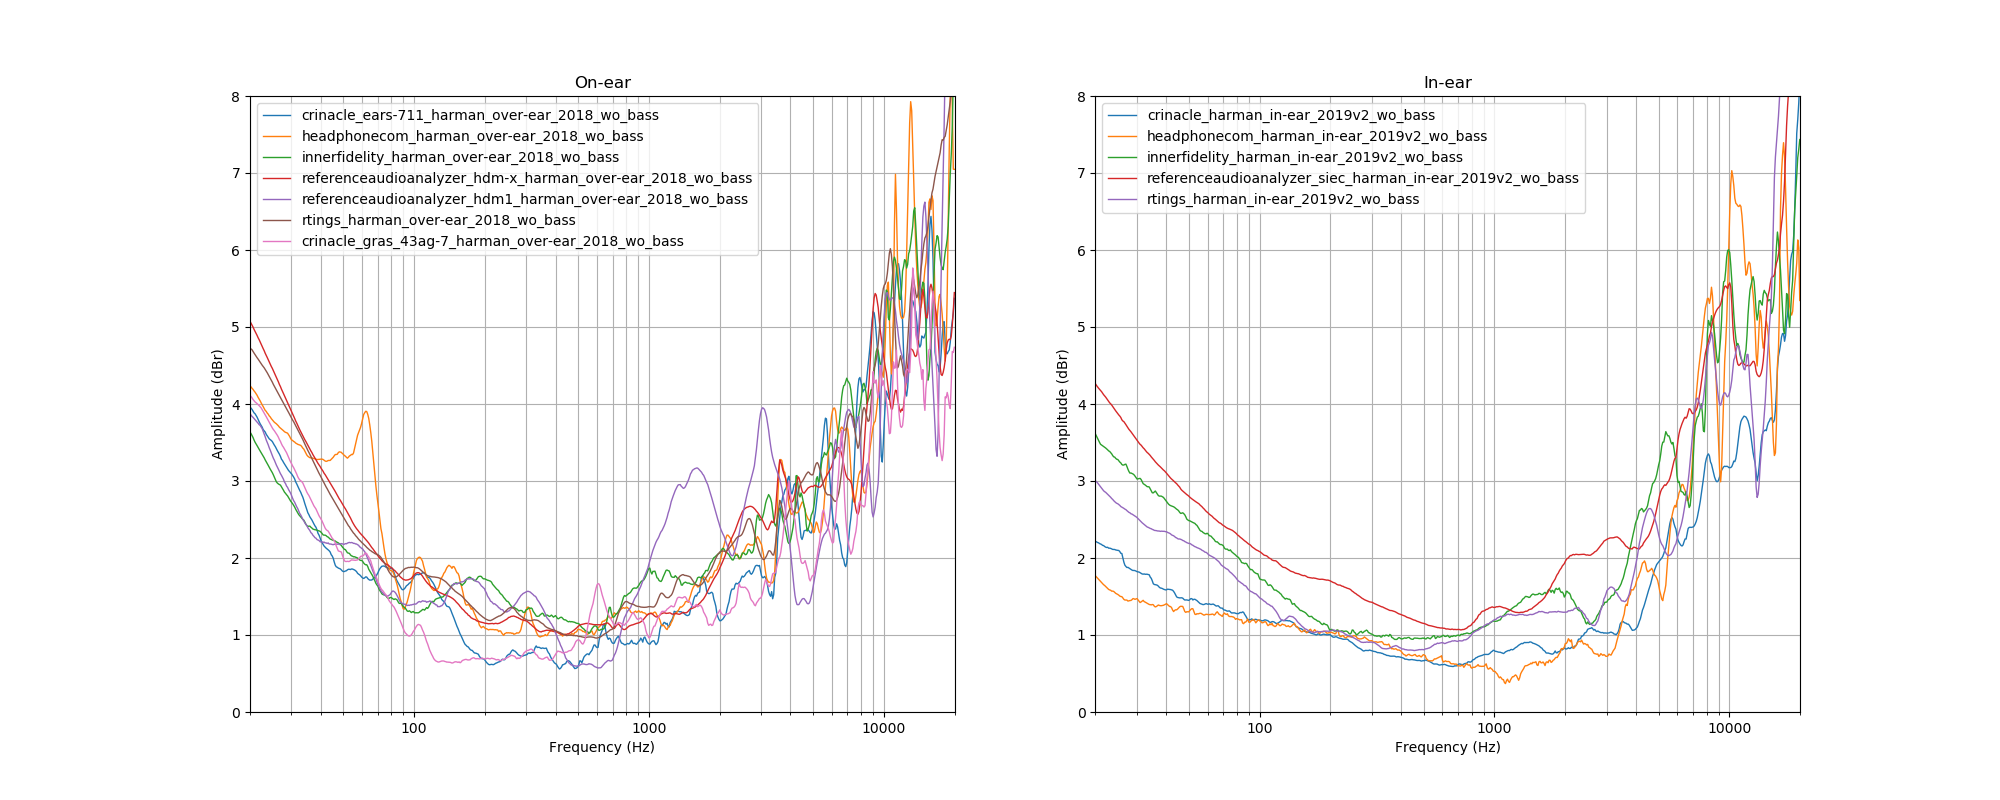 On-ear
crinacle_ears-711_harman_over-ear_2018_wo_bass
headphonecom_harman_over-ear_2018_wo_bass
innerfidelity_harman_over-ear_2018_wo_bass
referenceaudioanalyzer_hdm-x_harman_over-ear_2018_wo_bass
referenceaudioanalyzer_hdm1_harman_over-ear_2018_wo_bass
rtings_harman_over-ear_2018_wo_bass
crinacle_gras_43ag-7_harman_over-ear_2018_wo_bass
Amplitude (dBr)
8
7
6
5
4
3
2
1
0
100
1000
10000
Frequency (Hz)
In-ear
crinacle_harman_in-ear_2019v2_wo_bass
headphonecom_harman_in-ear_2019v2_wo_bass
innerfidelity_harman_in-ear_2019v2_wo_bass
referenceaudioanalyzer_siec_harman_in-ear_2019v2_wo_bass
rtings_harman_in-ear_2019v2_wo_bass
Amplitude (dBr)
8
7
6
5
4
3
2
1
0
100
1000
10000
Frequency (Hz)